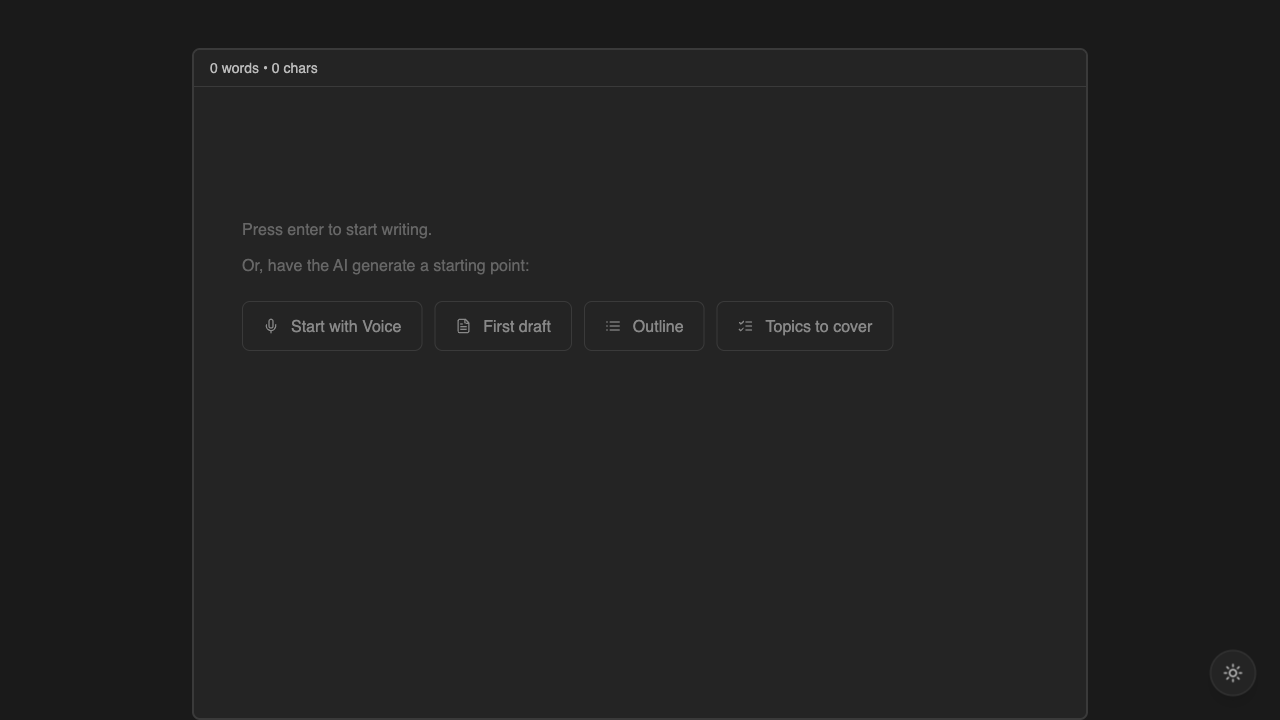 0 words • 0 chars
Press enter to start writing.
Or, have the AI generate a starting point:
Start with Voice
First draft
Outline
Topics to cover